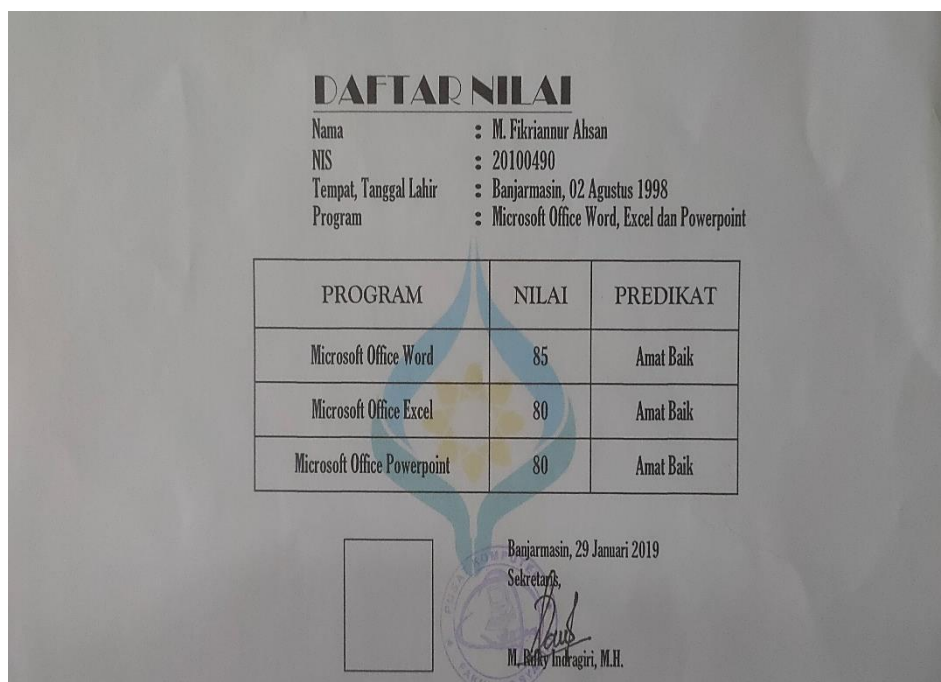 DAFTAR NILAI
Nama : M. Fikriannur Ahsan
NIS : 20100490
Tempat, Tanggal Lahir : Banjarmasin, 02 Agustus 1998
Program : Microsoft Office Word, Excel dan Powerpoint
PROGRAM NILAI PREDIKAT
Microsoft Office Word 85 Amat Baik
Microsoft Office Excel 80 Amat Baik
Microsoft Office Powerpoint 80 Amat Baik
Banjarmasin, 29 Januari 2019
Sekretaris,
M. Rifky Indragiri, M.H.